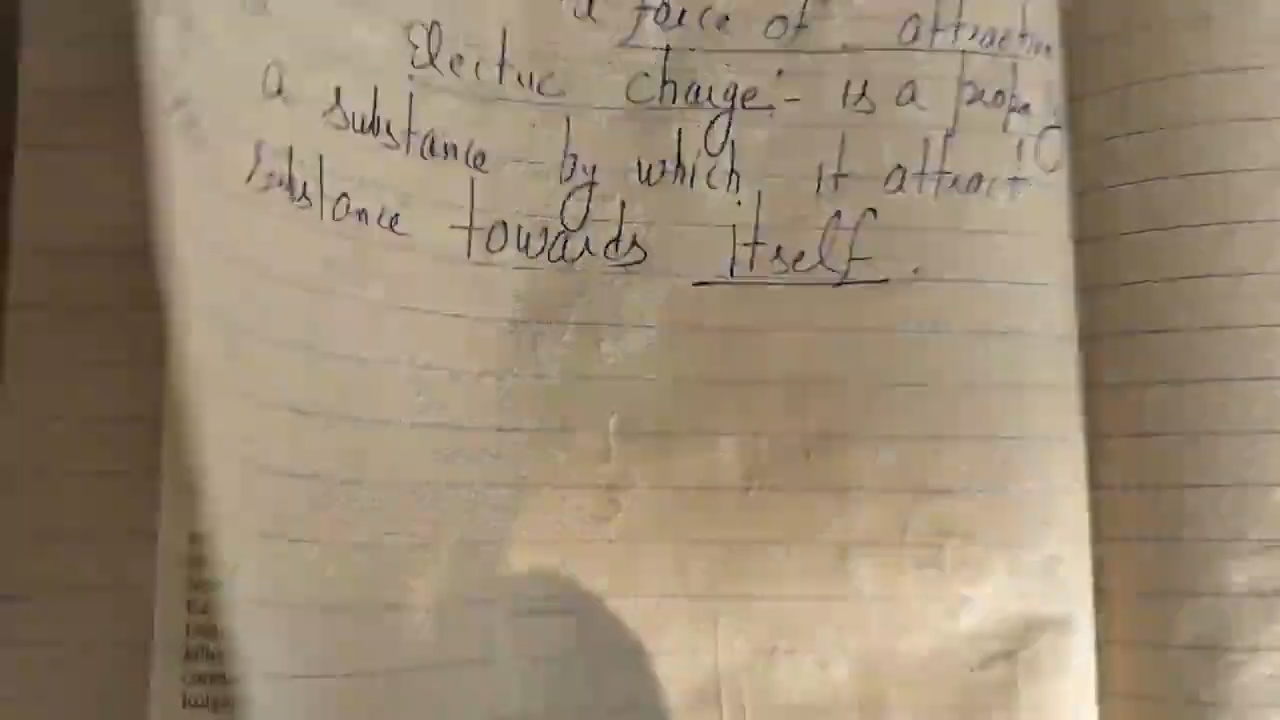 force of attraction
Electric charge:- is a prope
a substance by which it attract
substance towards itself.